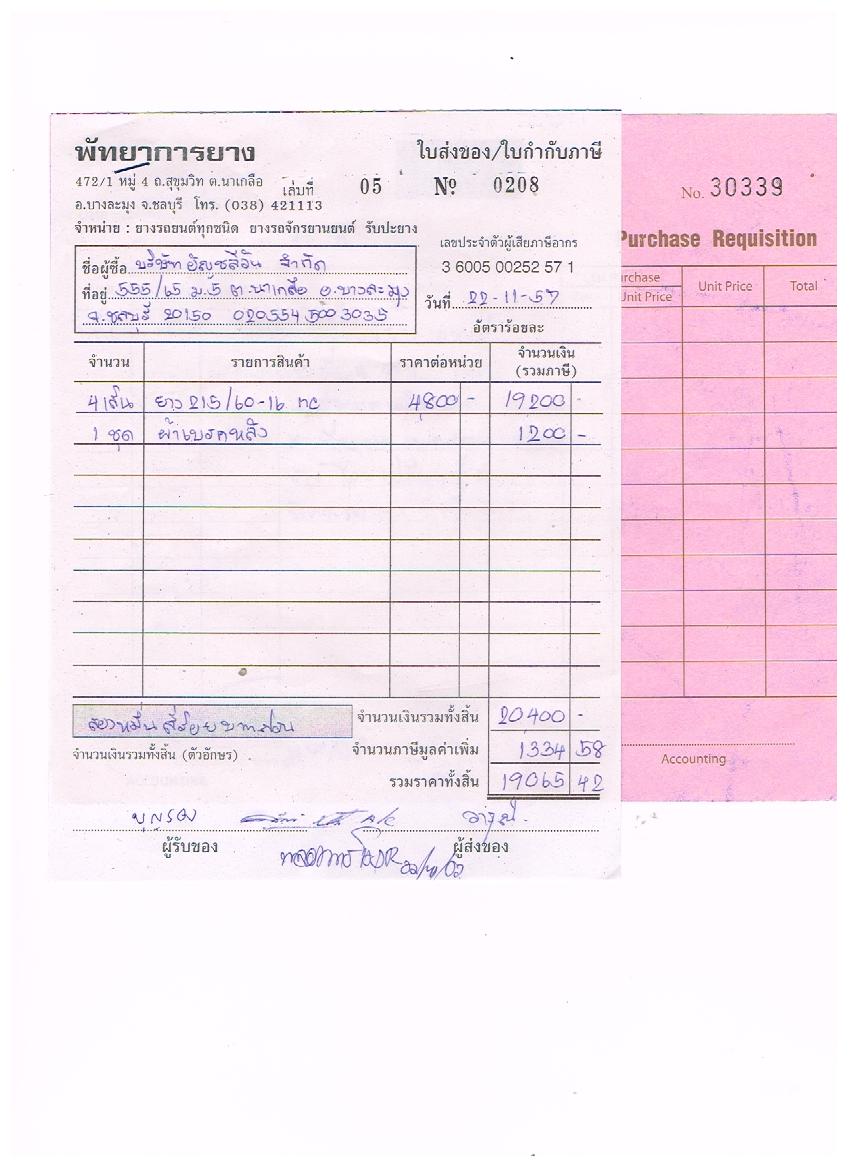 พัทยาการยาง
ใบส่งของ/ใบกำกับภาษี
472/1 หมู่ 4 ถ.สุขุมวิท ต.นาเกลือ
เล่มที่ 05 Nº 0208
อ.บางละมุง จ.ชลบุรี โทร. (038) 421113
จำหน่าย : ยางรถยนต์ทุกชนิด ยางรถจักรยานยนต์ รับปะยาง
เลขประจำตัวผู้เสียภาษีอากร
3 6005 00252 57 1
ชื่อผู้ซื้อ บริษัท อัญชลีวัน จำกัด
ที่อยู่ 555/65 ม.5 ต.นาเกลือ อ.บางละมุง
จ.ชลบุรี 20150 0205545003035
วันที่ 22-11-57
อัตราร้อยละ
จำนวน รายการสินค้า ราคาต่อหน่วย จำนวนเงิน
(รวมภาษี)
4 เส้น ยาง 215/60-16 4800 - 19200 -
1 ชุด ผ้าเบรคหลัง 1200 -
สองหมื่นสี่ร้อยบาทถ้วน
จำนวนเงินรวมทั้งสิ้น 20400 -
จำนวนเงินรวมทั้งสิ้น (ตัวอักษร)
จำนวนภาษีมูลค่าเพิ่ม 1334 58
รวมราคาทั้งสิ้น 19065 42
ผู้รับของ
ผู้ส่งของ
No. 30339
Purchase Requisition
Unit Price
Unit Price
Total
Accounting